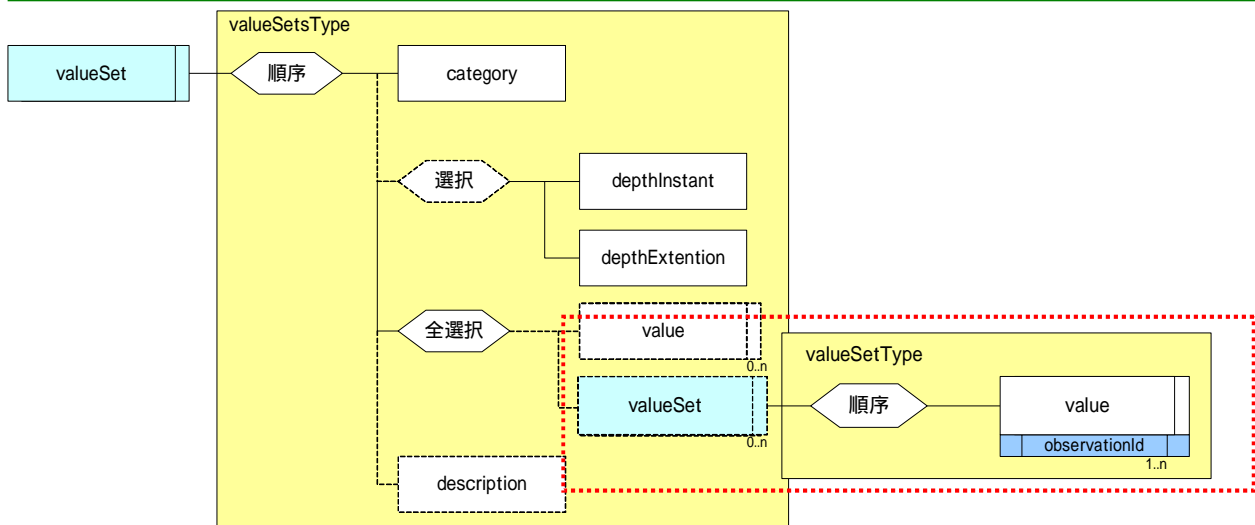 valueSetsType
valueSet
順序
category
選択
depthInstant
depthExtention
全選択
value
0..n
valueSetType
valueSet
0..n
順序
value
observationId
1..n
description